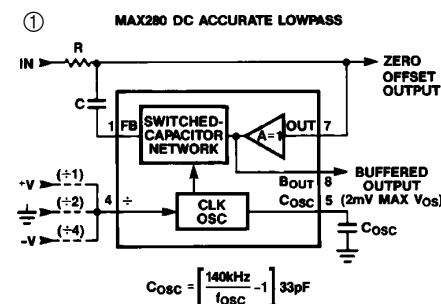 ① MAX280 DC ACCURATE LOWPASS
R
IN
ZERO
OFFSET
OUTPUT
C
1 FB
SWITCHED-
CAPACITOR
NETWORK
A=1
OUT 7
BUFFERED
OUTPUT
(2mV MAX VOS)
BOUT 8
+V (÷1)
(÷2)
-V (÷4)
4 ÷
CLK
OSC
COSC 5
COSC
COSC = [140kHz/fOSC -1] 33pF